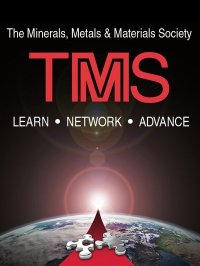 The Minerals, Metals & Materials Society
TMS
LEARN • NETWORK • ADVANCE